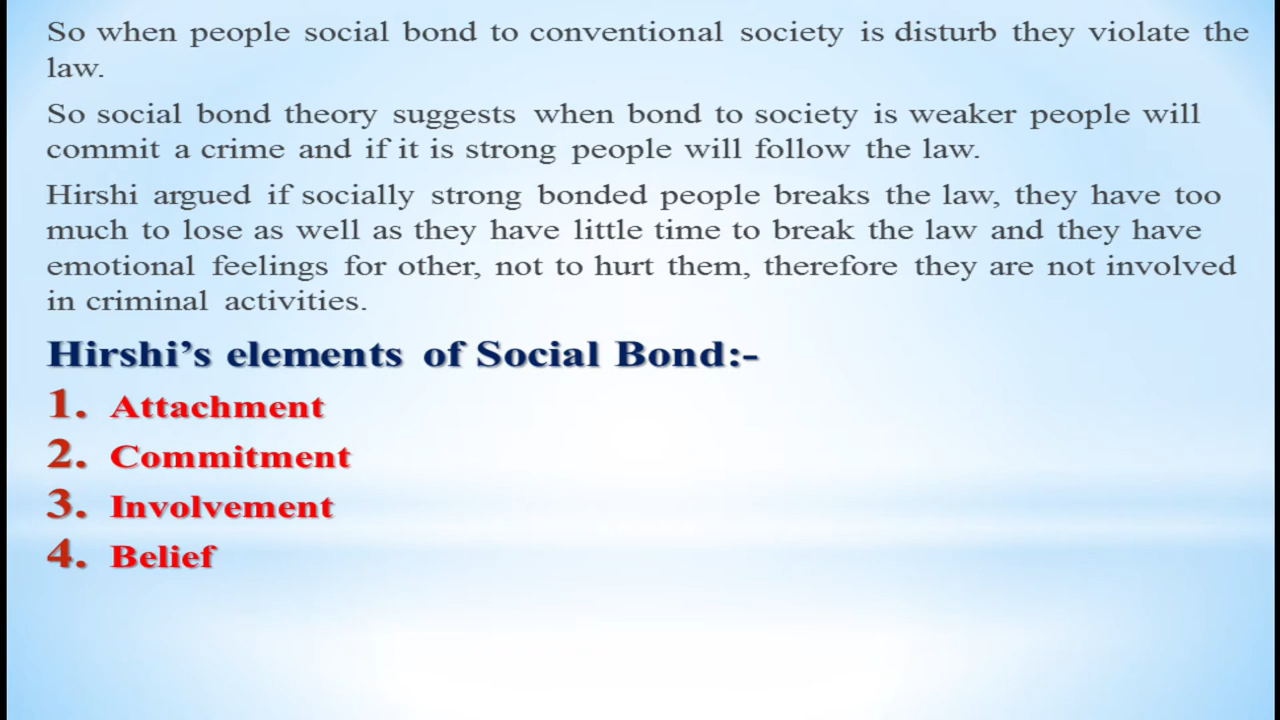 So when people social bond to conventional society is disturb they violate the
law.
So social bond theory suggests when bond to society is weaker people will
commit a crime and if it is strong people will follow the law.
Hirshi argued if socially strong bonded people breaks the law, they have too
much to lose as well as they have little time to break the law and they have
emotional feelings for other, not to hurt them, therefore they are not involved
in criminal activities.
Hirshi’s elements of Social Bond:-
1. Attachment
2. Commitment
3. Involvement
4. Belief